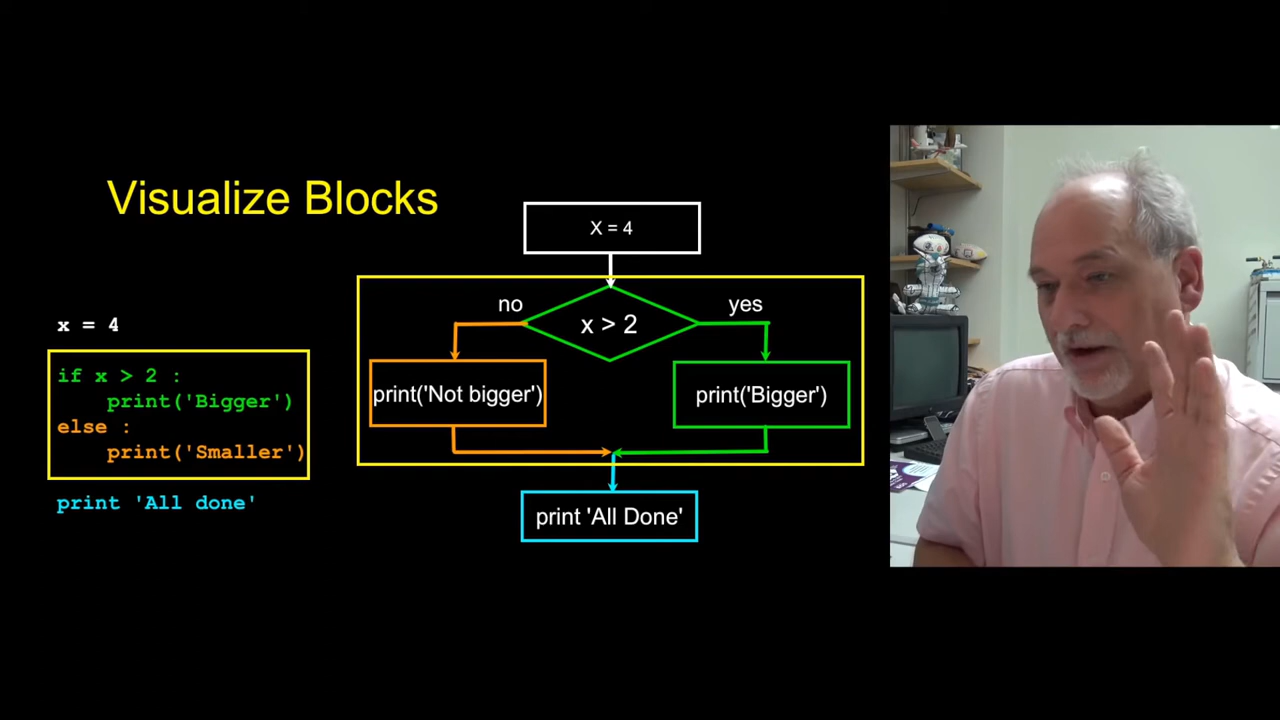 Visualize Blocks
x = 4
if x > 2 :
    print('Bigger')
else :
    print('Smaller')
print 'All done'
X = 4
no
yes
x > 2
print('Not bigger')
print('Bigger')
print 'All Done'